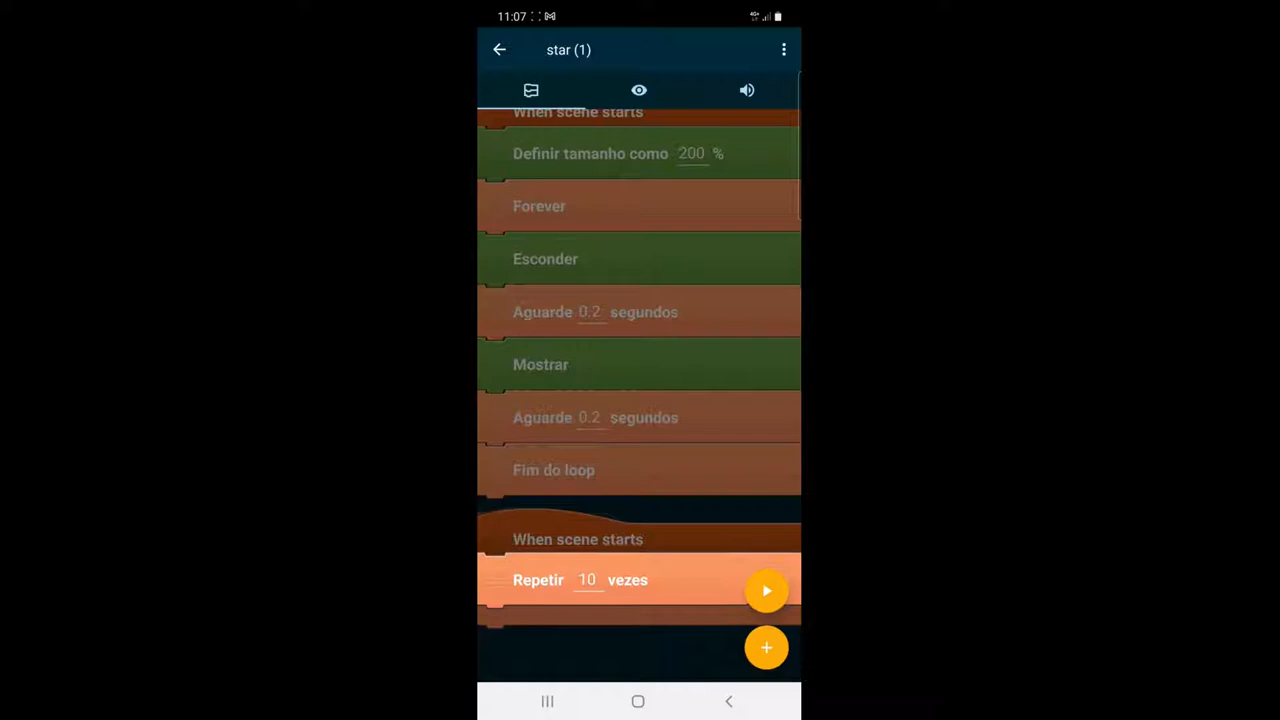 11:07
4G+
star (1)
When scene starts
Definir tamanho como 200 %
Forever
Esconder
Aguarde 0.2 segundos
Mostrar
Aguarde 0.2 segundos
Fim do loop
When scene starts
Repetir 10 vezes